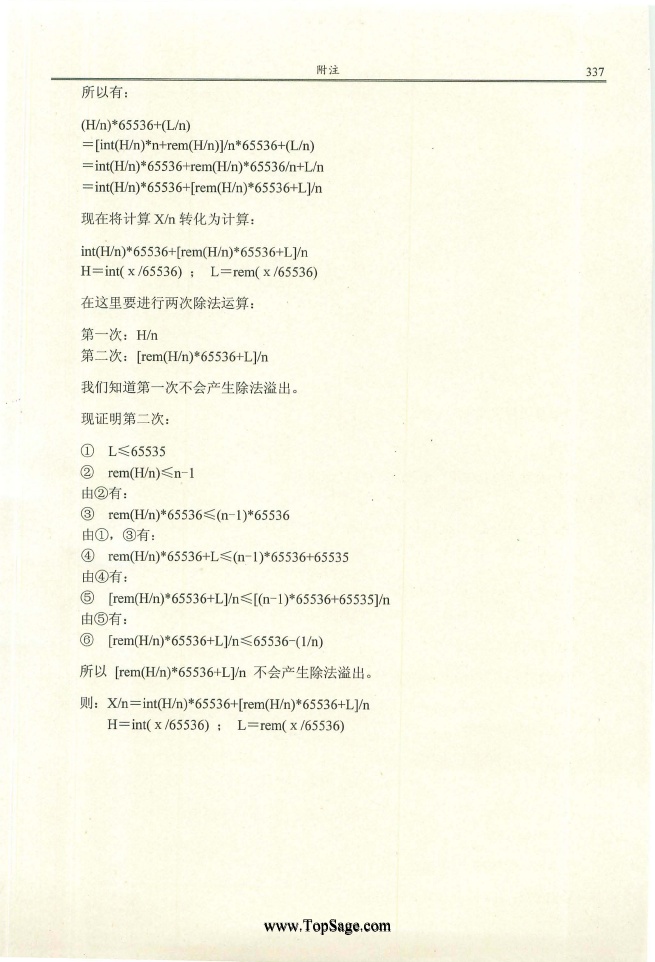 附注 337
所以有：
(H/n)*65536+(L/n)
＝[int(H/n)*n+rem(H/n)]/n*65536+(L/n)
＝int(H/n)*65536+rem(H/n)*65536/n+L/n
＝int(H/n)*65536+[rem(H/n)*65536+L]/n
现在将计算 X/n 转化为计算：
int(H/n)*65536+[rem(H/n)*65536+L]/n
H＝int(ｘ/65536) ； L＝rem(ｘ/65536)
在这里要进行两次除法运算：
第一次：H/n
第二次：[rem(H/n)*65536+L]/n
我们知道第一次不会产生除法溢出。
现证明第二次：
① L≤65535
② rem(H/n)≤n-1
由②有：
③ rem(H/n)*65536≤(n-1)*65536
由①，③有：
④ rem(H/n)*65536+L≤(n-1)*65536+65535
由④有：
⑤ [rem(H/n)*65536+L]/n≤[(n-1)*65536+65535]/n
由⑤有：
⑥ [rem(H/n)*65536+L]/n≤65536-(1/n)
所以 [rem(H/n)*65536+L]/n 不会产生除法溢出。
则：X/n＝int(H/n)*65536+[rem(H/n)*65536+L]/n
H＝int(ｘ/65536) ； L＝rem(ｘ/65536)
www.TopSage.com